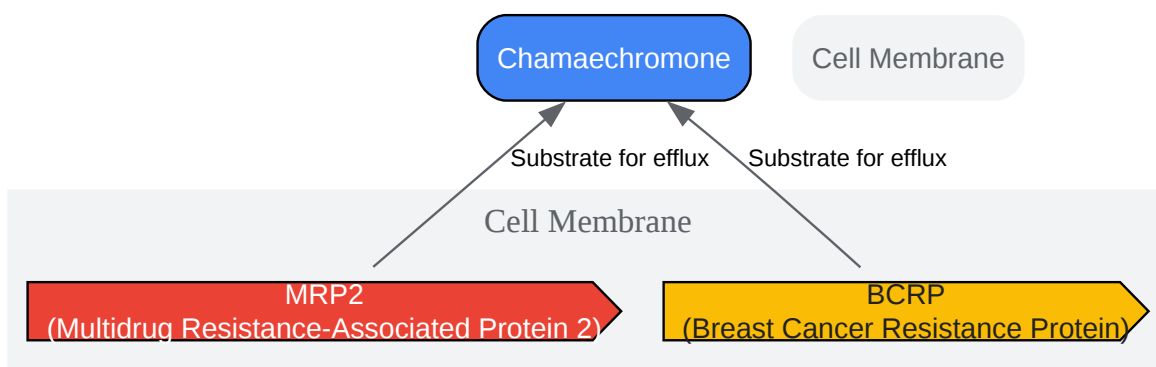 Chamaechromone
Cell Membrane
Substrate for efflux
Substrate for efflux
Cell Membrane
MRP2
(Multidrug Resistance-Associated Protein 2)
BCRP
(Breast Cancer Resistance Protein)